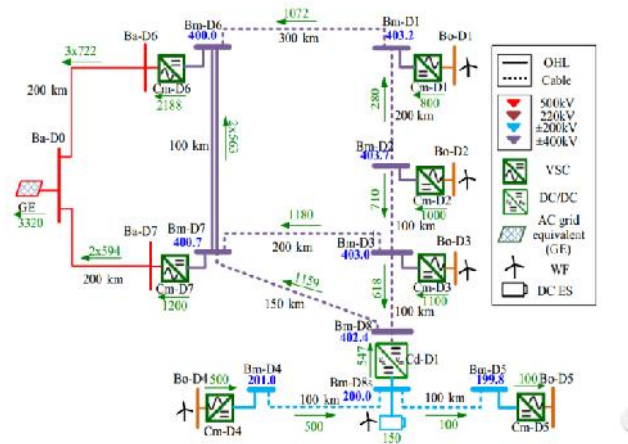 1072
Bm-D6
400.0
Bm-D1
403.2
Bo-D1
Ba-D6
3x722
300 km
200 km
Cm-D6
2188
Cm-D1
800
280
200 km
Ba-D0
100 km
2x563
Bm-D2
403.7
Bo-D2
710
Cm-D2
1000
GE
3320
Ba-D7
Bm-D7
400.7
1180
100 km
Bm-D3
403.0
Bo-D3
2x594
200 km
200 km
Cm-D7
1200
150 km
1159
618
100 km
Cm-D3
1100
Bm-D8
402.4
547
Cd-D1
Bo-D4
500
Bm-D4
201.0
Bm-D8s
200.0
Bm-D5
199.8
100
Bo-D5
100 km
100 km
Cm-D4
500
150
100
Cm-D5
OHL
Cable
500kV
220kV
±200kV
±400kV
VSC
DC/DC
AC grid
equivalent
(GE)
WF
DC ES